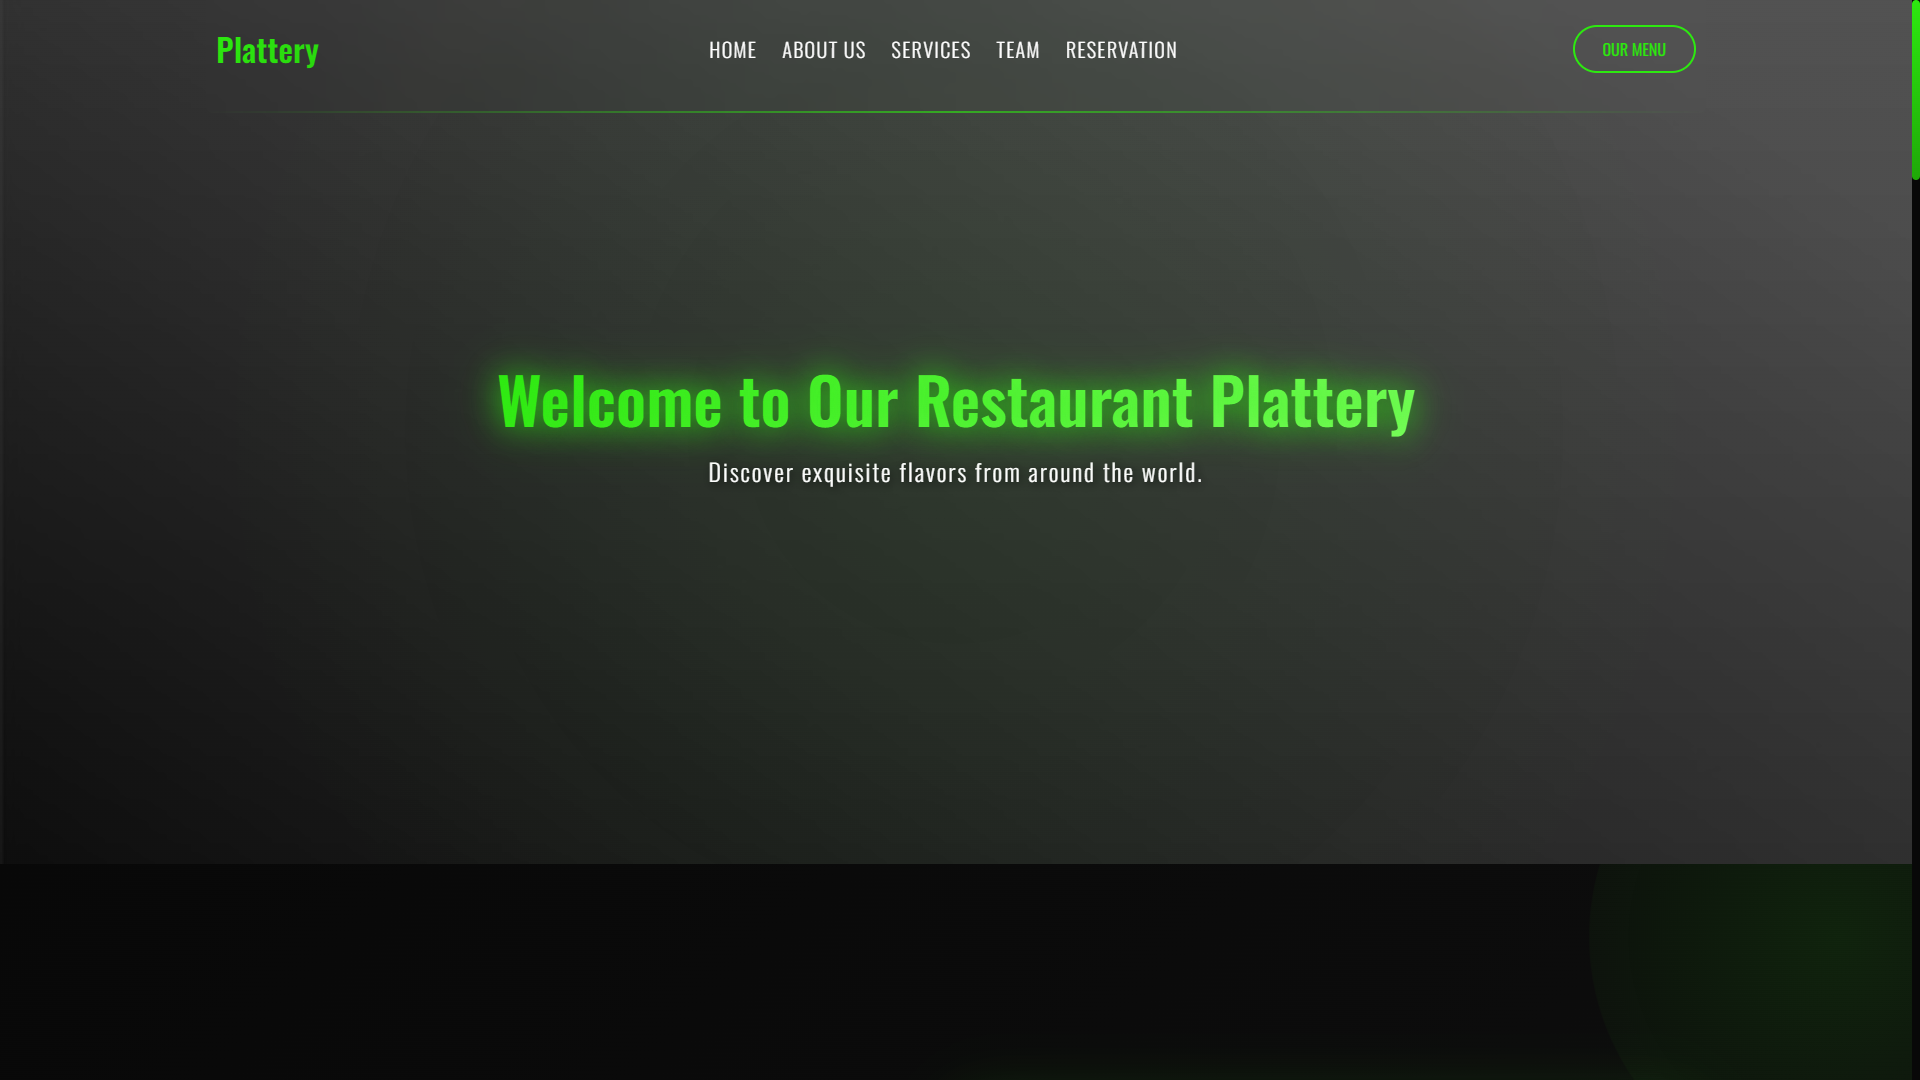 Plattery
HOME ABOUT US SERVICES TEAM RESERVATION
OUR MENU
Welcome to Our Restaurant Plattery
Discover exquisite flavors from around the world.